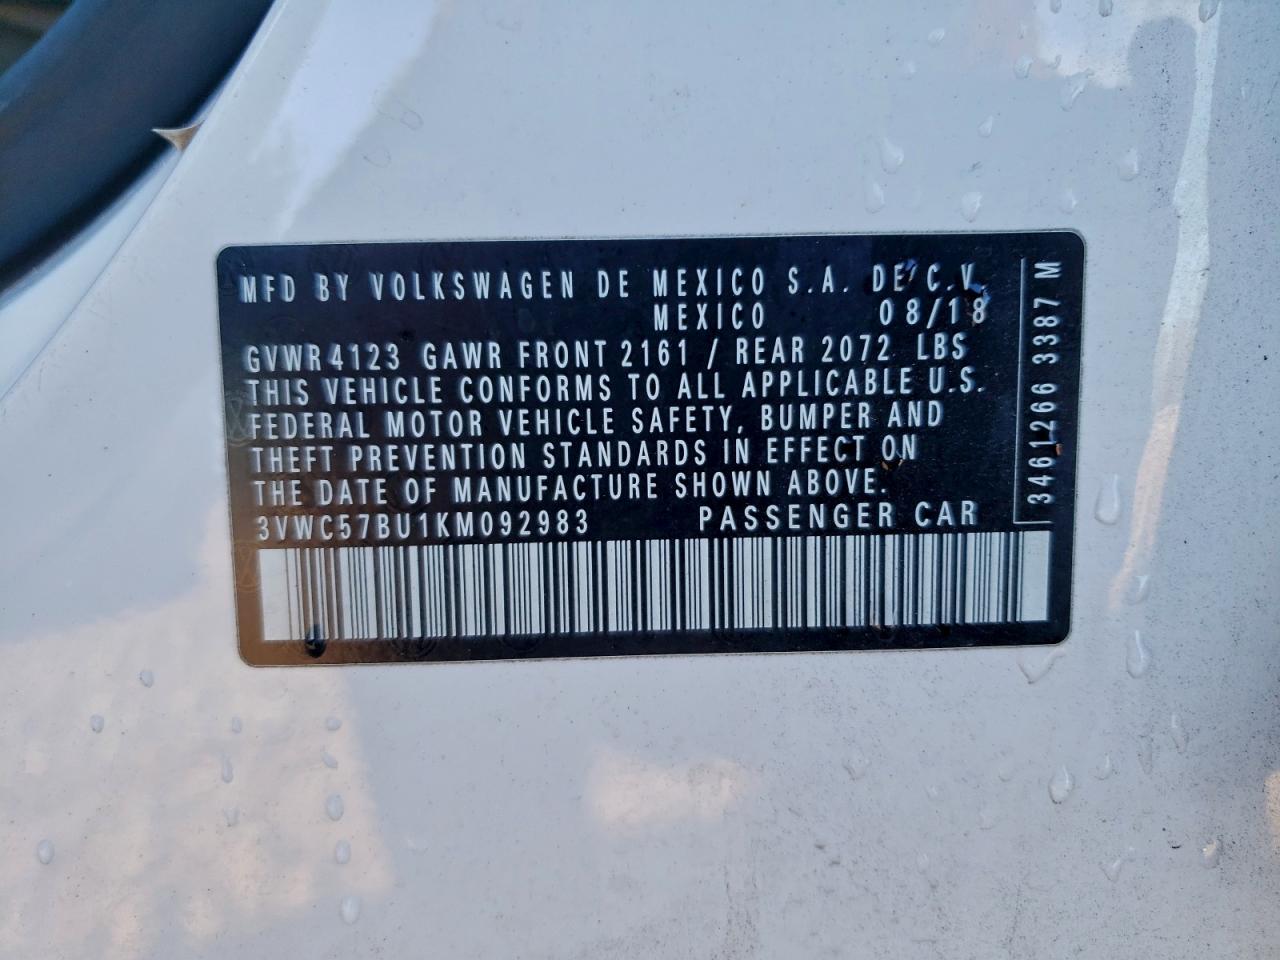 MFD BY VOLKSWAGEN DE MEXICO S.A. DE C.V.
MEXICO 08/18
GVWR 4123 GAWR FRONT 2161 / REAR 2072 LBS
THIS VEHICLE CONFORMS TO ALL APPLICABLE U.S.
FEDERAL MOTOR VEHICLE SAFETY, BUMPER AND
THEFT PREVENTION STANDARDS IN EFFECT ON
THE DATE OF MANUFACTURE SHOWN ABOVE.
3VWC57BU1KM092983 PASSENGER CAR
3461266 3387 M